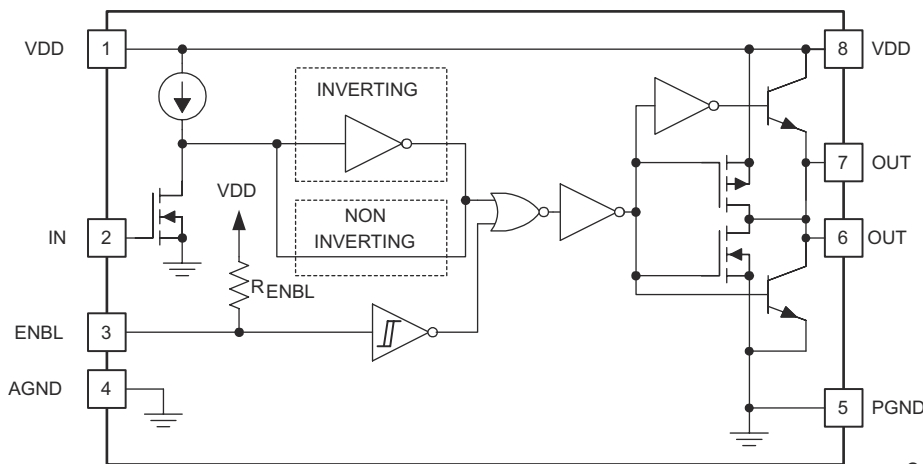 VDD 1
8 VDD
INVERTING
7 OUT
VDD
IN 2
NON
INVERTING
6 OUT
RENBL
ENBL 3
AGND 4
5 PGND